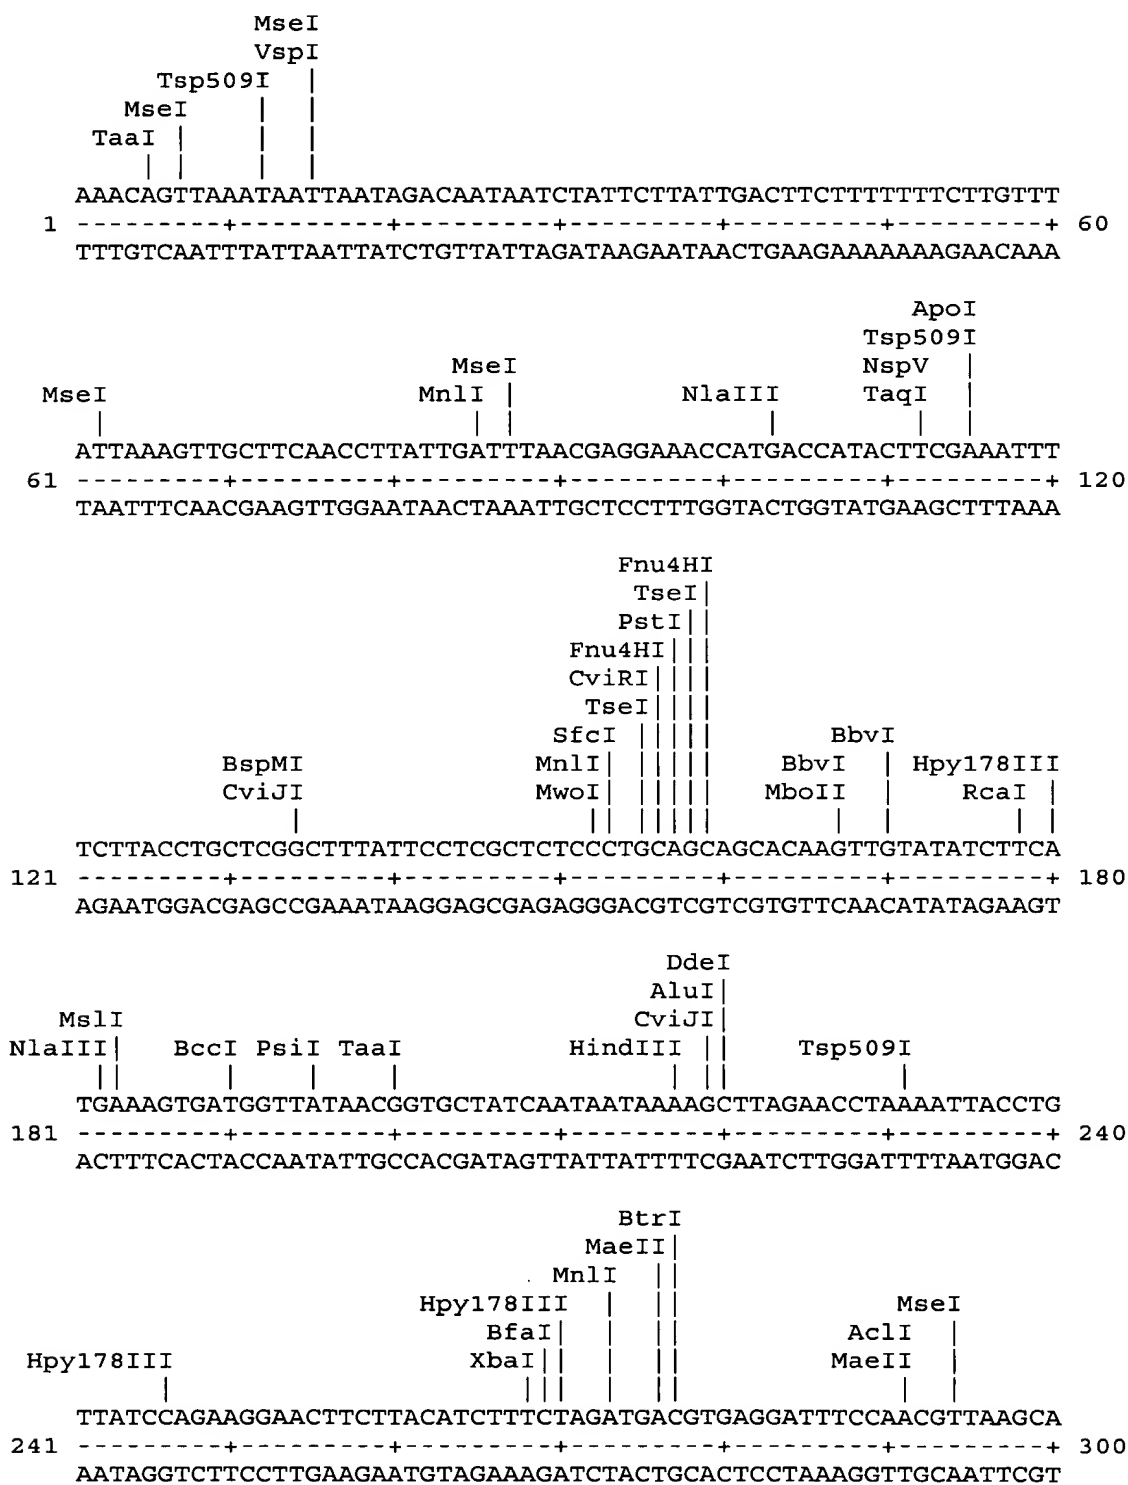 MseI
VspI
Tsp509I
MseI
TaaI
AAACAGTTAAATAATTAATAGACAATAATCTATTCTTATTGACTTCTTTTTTTCTTGTTT
1 ---------+---------+---------+---------+---------+---------+ 60
TTTGTCAATTTATTAATTATCTGTTATTAGATAAGAATAACTGAAGAAAAAAAGAACAAA
ApoI
Tsp509I
MseI NspV
MseI MnlI NlaIII TaqI
ATTAAAGTTGCTTCAACCTTATTGATTTTAACGAGGAAACCATGACCATACTTCGAAATTT
61 ---------+---------+---------+---------+---------+---------+ 120
TAATTTCAACGAAGTTGGAATAACTAAATTGCTCCTTTGGTACTGGTATGAAGCTTTAAA
Fnu4HI
TseI
PstI
Fnu4HI
CviRI
TseI
SfcI BbvI
BspMI MnlI BbvI Hpy178III
CviJI MwoI MboII RcaI
TCTTACCTGCTCGGCTTTATTCCTCGCTCTCCCTGCAGCAGCACAAGTTGTATATCTTCA
121 ---------+---------+---------+---------+---------+---------+ 180
AGAATGGACGAGCCGAAATAAGGAGCGAGAGGGACGTCGTCGTGTTCAACATATAGAAGT
DdeI
AluI
MslI CviJI
NlaIII BccI PsiI TaaI HindIII Tsp509I
TGAAAGTGATGGTTATAACGGTGCTATCAATAATAAAAGCTTAGAACCTAAAATTACCTG
181 ---------+---------+---------+---------+---------+---------+ 240
ACTTTCACTACCAATATTGCCACGATAGTTATTATTTTCGAATCTTGGATTTTAATGGAC
BtrI
MaeII
MnlI
Hpy178III MseI
BfaI AclI
Hpy178III XbaI MaeII
TTATCCAGAAGGAACTTCTTACATCTTTCTAGATGACGTGAGGATTTCCAACGTTAAGCA
241 ---------+---------+---------+---------+---------+---------+ 300
AATAGGTCTTCCTTGAAGAATGTAGAAAGATCTACTGCACTCCTAAAGGTTGCAATTCGT